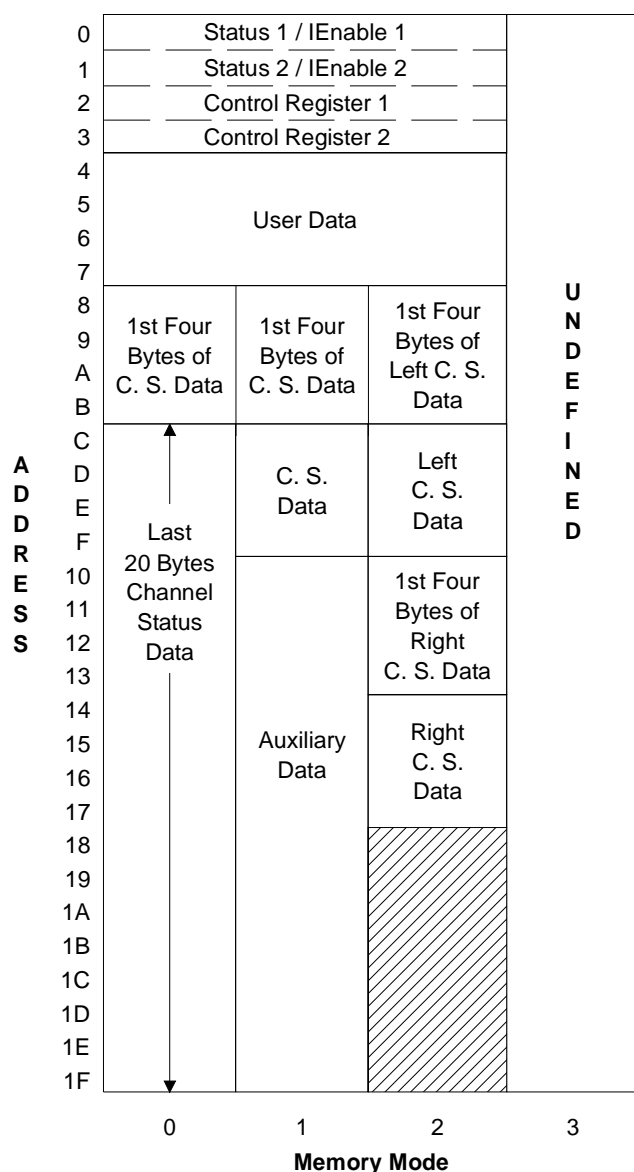 0
Status 1 / IEnable 1
1
Status 2 / IEnable 2
2
Control Register 1
3
Control Register 2
4
5
6
7
User Data
8
9
A
B
1st Four
Bytes of
C. S. Data
1st Four
Bytes of
C. S. Data
1st Four
Bytes of
Left C. S.
Data
UNDEFINED
ADDRESS
C
D
E
F
10
11
12
13
14
15
16
17
18
19
1A
1B
1C
1D
1E
1F
Last
20 Bytes
Channel
Status
Data
C. S.
Data
Auxiliary
Data
Left
C. S.
Data
1st Four
Bytes of
Right
C. S. Data
Right
C. S.
Data
0 1 2 3
Memory Mode